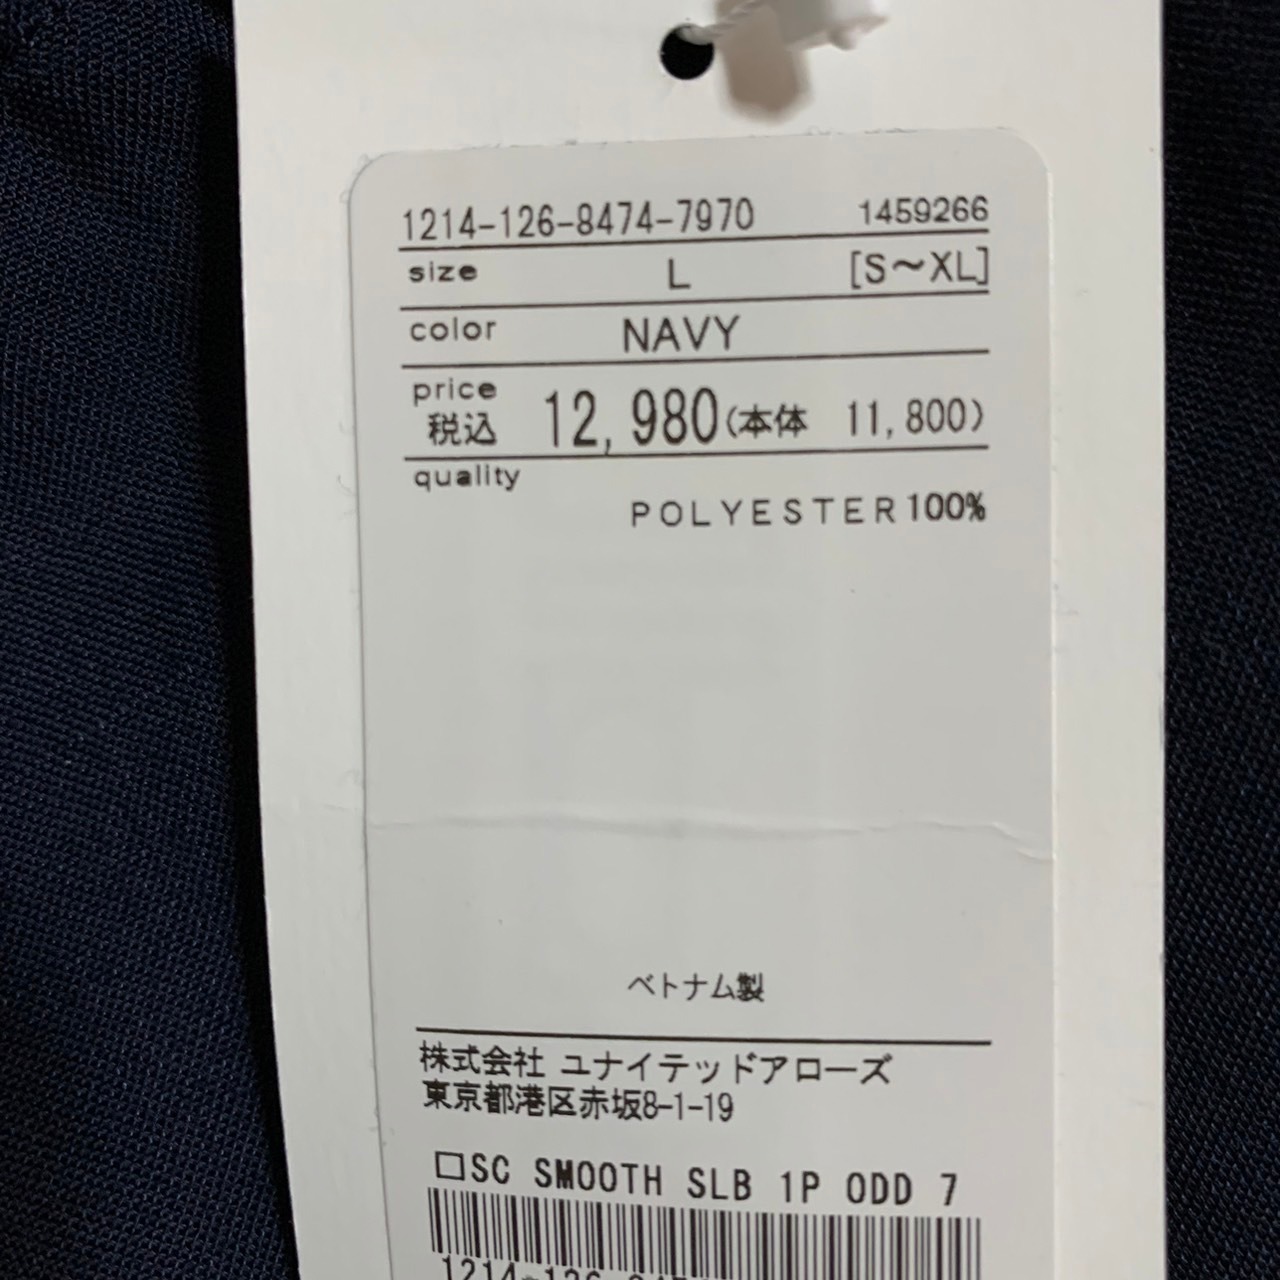 1214-126-8474-7970 1459266
size L [S～XL]
color NAVY
price
税込 12,980(本体 11,800)
quality
POLYESTER100%
ベトナム製
株式会社 ユナイテッドアローズ
東京都港区赤坂8-1-19
□SC SMOOTH SLB 1P ODD 7